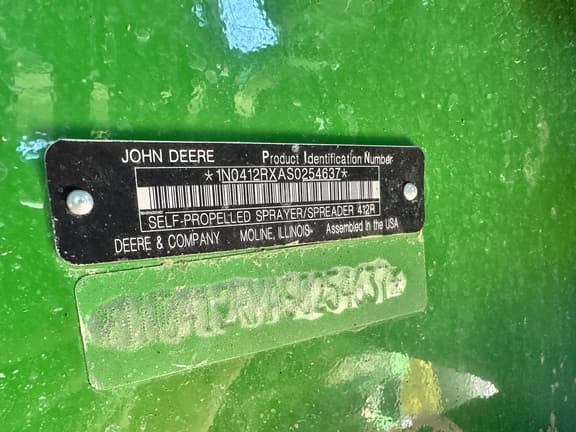 JOHN DEERE Product Identification Number
*1N0412RXAS0254637*
SELF-PROPELLED SPRAYER/SPREADER 412R
DEERE & COMPANY MOLINE, ILLINOIS Assembled in the USA